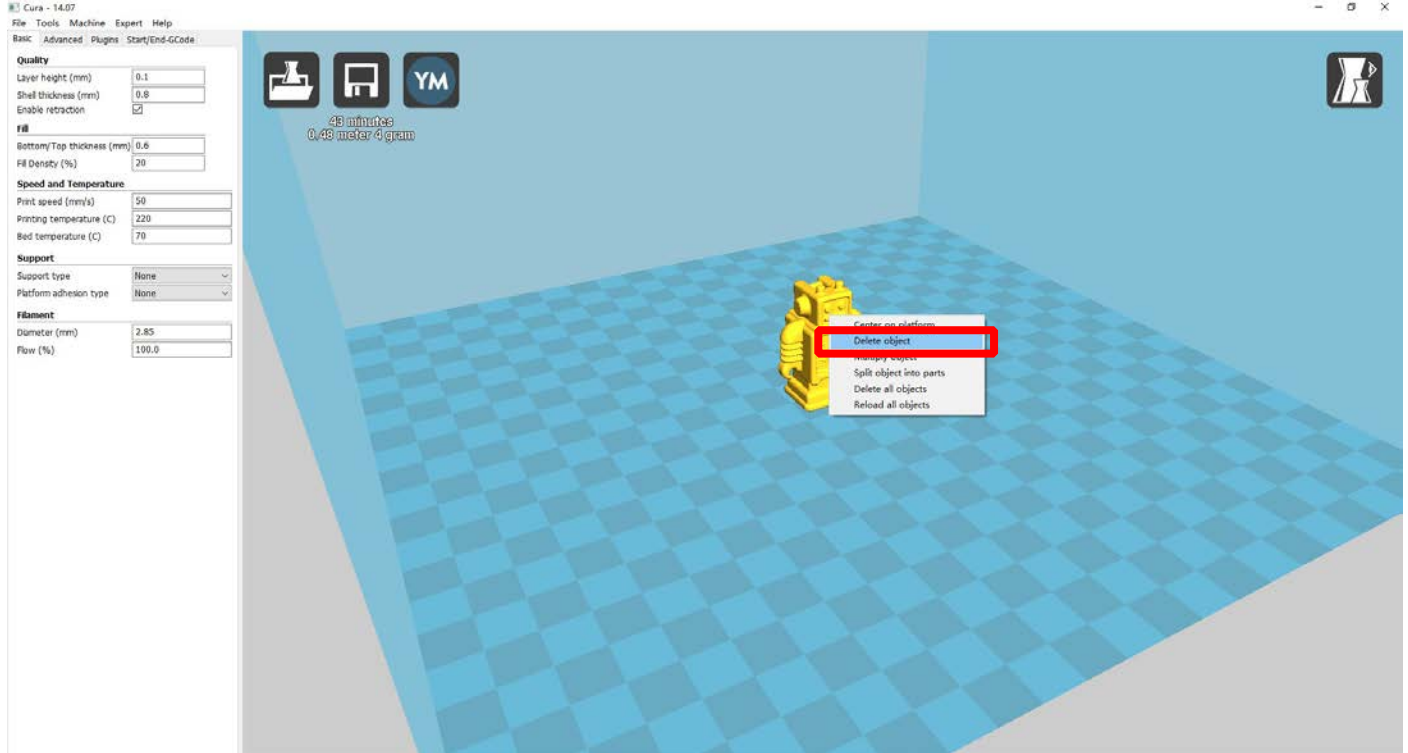 Cura - 14.07
File Tools Machine Expert Help
Basic Advanced Plugins Start/End-GCode
Quality
Layer height (mm) 0.1
Shell thickness (mm) 0.8
Enable retraction
Fill
Bottom/Top thickness (mm) 0.6
Fill Density (%) 20
Speed and Temperature
Print speed (mm/s) 50
Printing temperature (C) 220
Bed temperature (C) 70
Support
Support type None
Platform adhesion type None
Filament
Diameter (mm) 2.85
Flow (%) 100.0
YM
43 minutes
0.48 meter 4 gram
Center on platform
Delete object
Multiply object
Split object into parts
Delete all objects
Reload all objects